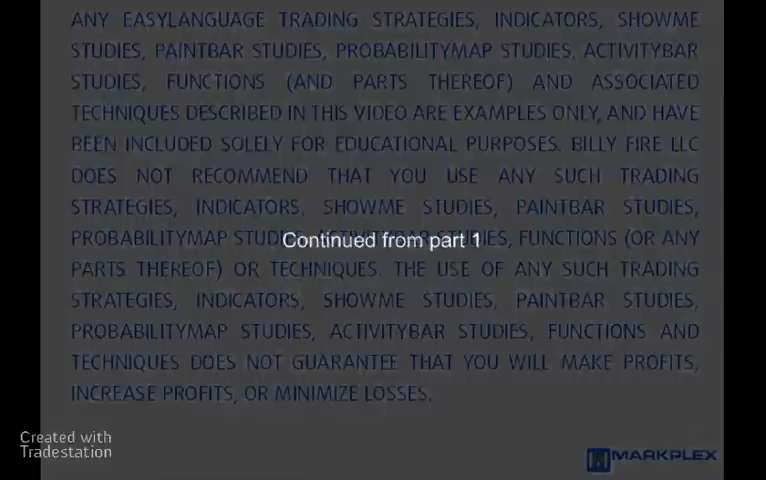 ANY EASYLANGUAGE TRADING STRATEGIES, INDICATORS, SHOWME
STUDIES, PAINTBAR STUDIES, PROBABILITYMAP STUDIES, ACTIVITYBAR
STUDIES, FUNCTIONS (AND PARTS THEREOF) AND ASSOCIATED
TECHNIQUES DESCRIBED IN THIS VIDEO ARE EXAMPLES ONLY, AND HAVE
BEEN INCLUDED SOLELY FOR EDUCATIONAL PURPOSES. BILLY FIRE LLC
DOES NOT RECOMMEND THAT YOU USE ANY SUCH TRADING
STRATEGIES, INDICATORS, SHOWME STUDIES, PAINTBAR STUDIES,
PROBABILITYMAP STUDIES, ACTIVITYBAR STUDIES, FUNCTIONS (OR ANY
Continued from part 1
PARTS THEREOF) OR TECHNIQUES. THE USE OF ANY SUCH TRADING
STRATEGIES, INDICATORS, SHOWME STUDIES, PAINTBAR STUDIES,
PROBABILITYMAP STUDIES, ACTIVITYBAR STUDIES, FUNCTIONS AND
TECHNIQUES DOES NOT GUARANTEE THAT YOU WILL MAKE PROFITS,
INCREASE PROFITS, OR MINIMIZE LOSSES.
Created with
Tradestation
MARKPLEX